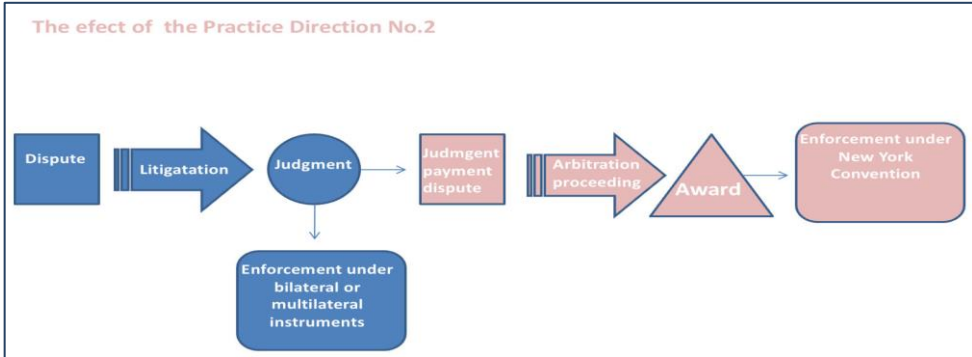 The efect of the Practice Direction No.2
Dispute
Litigatation
Judgment
Judmgent
payment
dispute
Arbitration
proceeding
Award
Enforcement under
New York
Convention
Enforcement under
bilateral or
multilateral
instruments